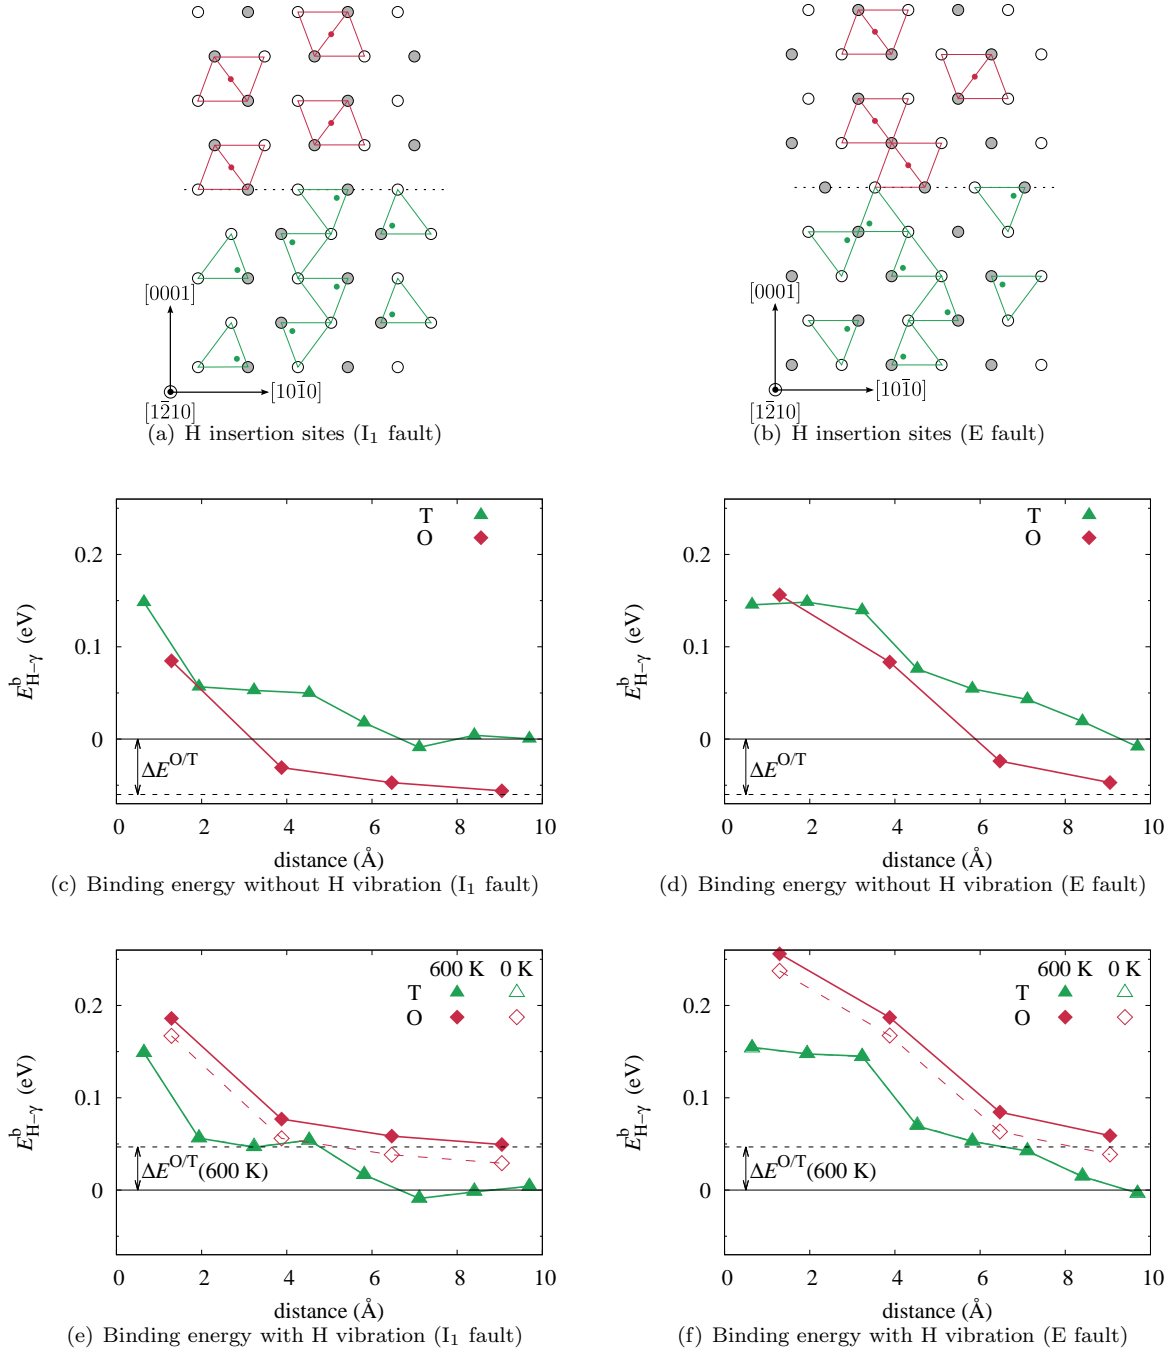 [0001]
[101̄0]
[12̄10]
(a) H insertion sites (I₁ fault)
[0001]
[101̄0]
[12̄10]
(b) H insertion sites (E fault)
T
O
0.2
0.1
0
E^b_{H−γ} (eV)
ΔE^{O/T}
0 2 4 6 8 10
distance (Å)
(c) Binding energy without H vibration (I₁ fault)
T
O
0.2
0.1
0
E^b_{H−γ} (eV)
ΔE^{O/T}
0 2 4 6 8 10
distance (Å)
(d) Binding energy without H vibration (E fault)
600 K 0 K
T
O
0.2
0.1
0
E^b_{H−γ} (eV)
ΔE^{O/T}(600 K)
0 2 4 6 8 10
distance (Å)
(e) Binding energy with H vibration (I₁ fault)
600 K 0 K
T
O
0.2
0.1
0
E^b_{H−γ} (eV)
ΔE^{O/T}(600 K)
0 2 4 6 8 10
distance (Å)
(f) Binding energy with H vibration (E fault)